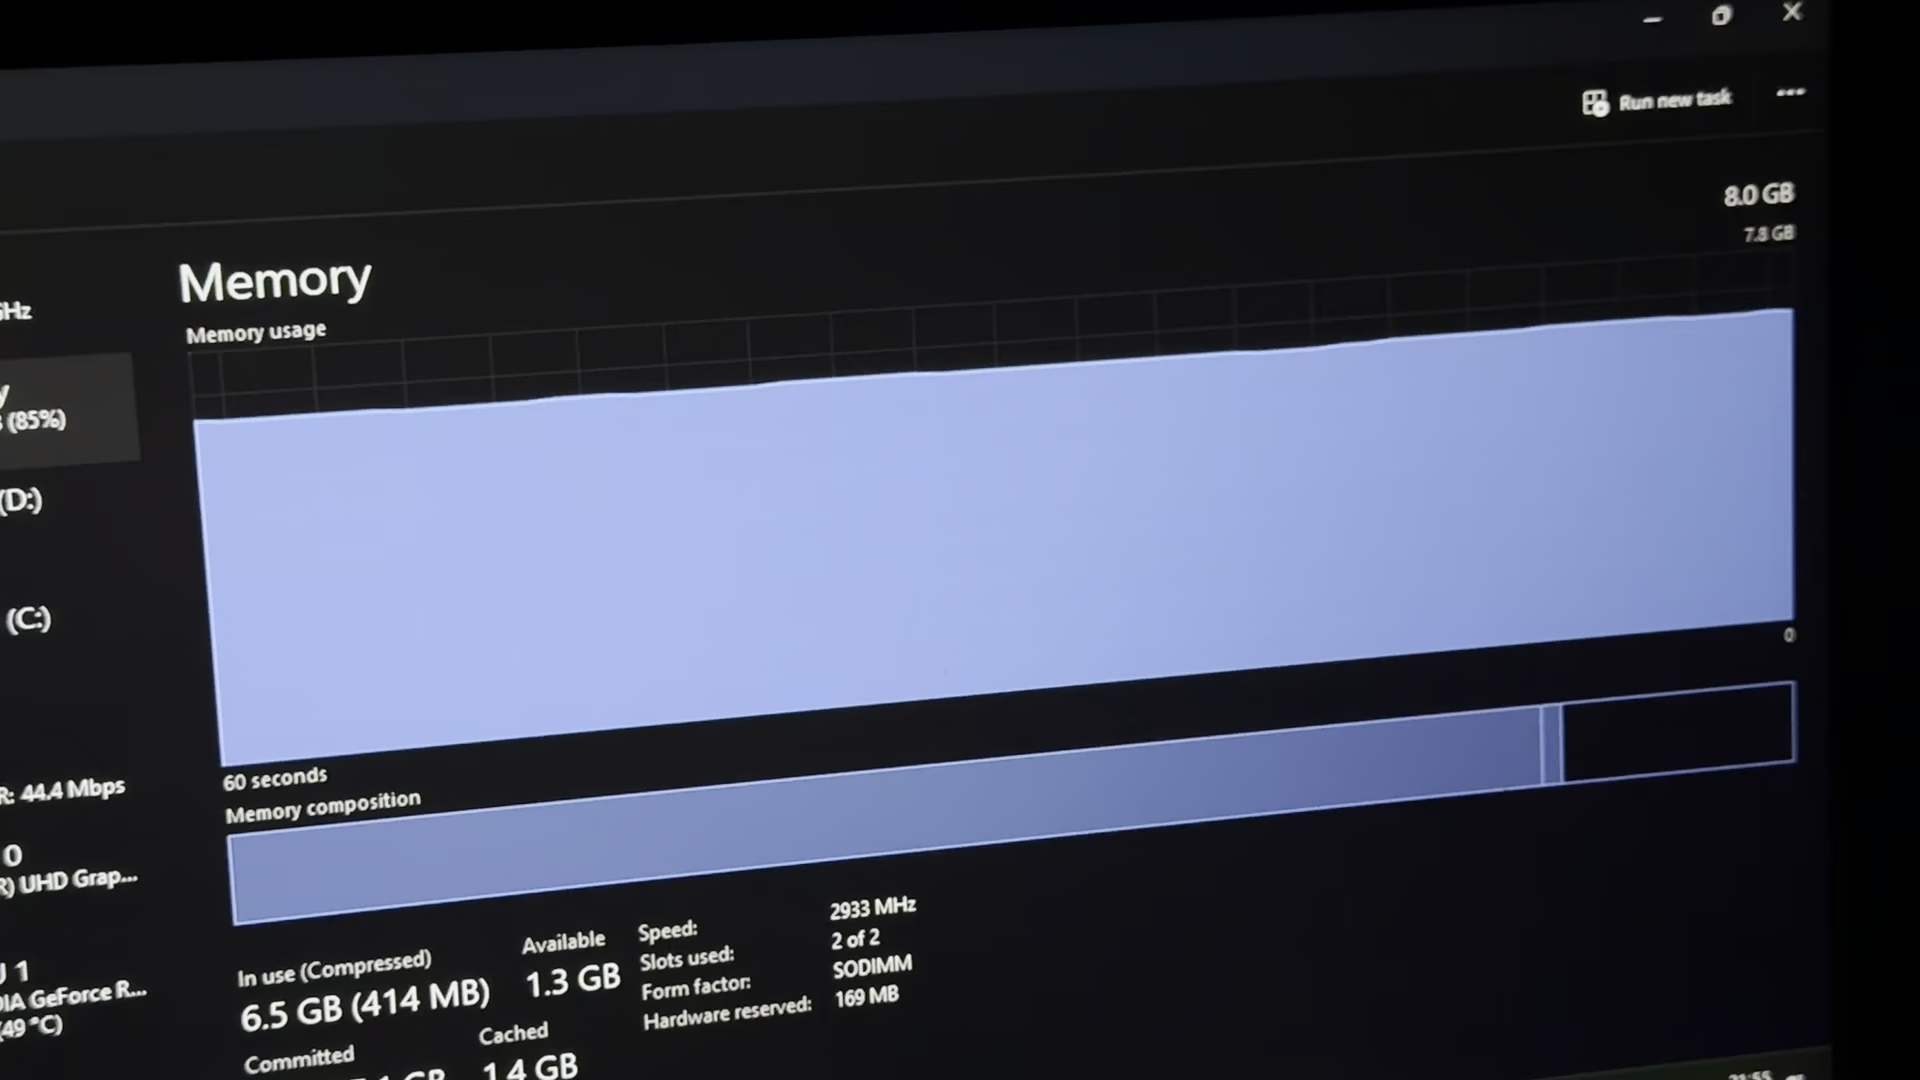 Run new task
8.0 GB
7.8 GB
Memory
Memory usage
(85%)
(D:)
(C:)
60 seconds
0
Memory composition
R: 44.4 Mbps
0
R) UHD Grap...
1
DIA GeForce R...
(49 °C)
In use (Compressed)
6.5 GB (414 MB)
Available
1.3 GB
Speed: 2933 MHz
Slots used: 2 of 2
Form factor: SODIMM
Hardware reserved: 169 MB
Committed
Cached
1.4 GB